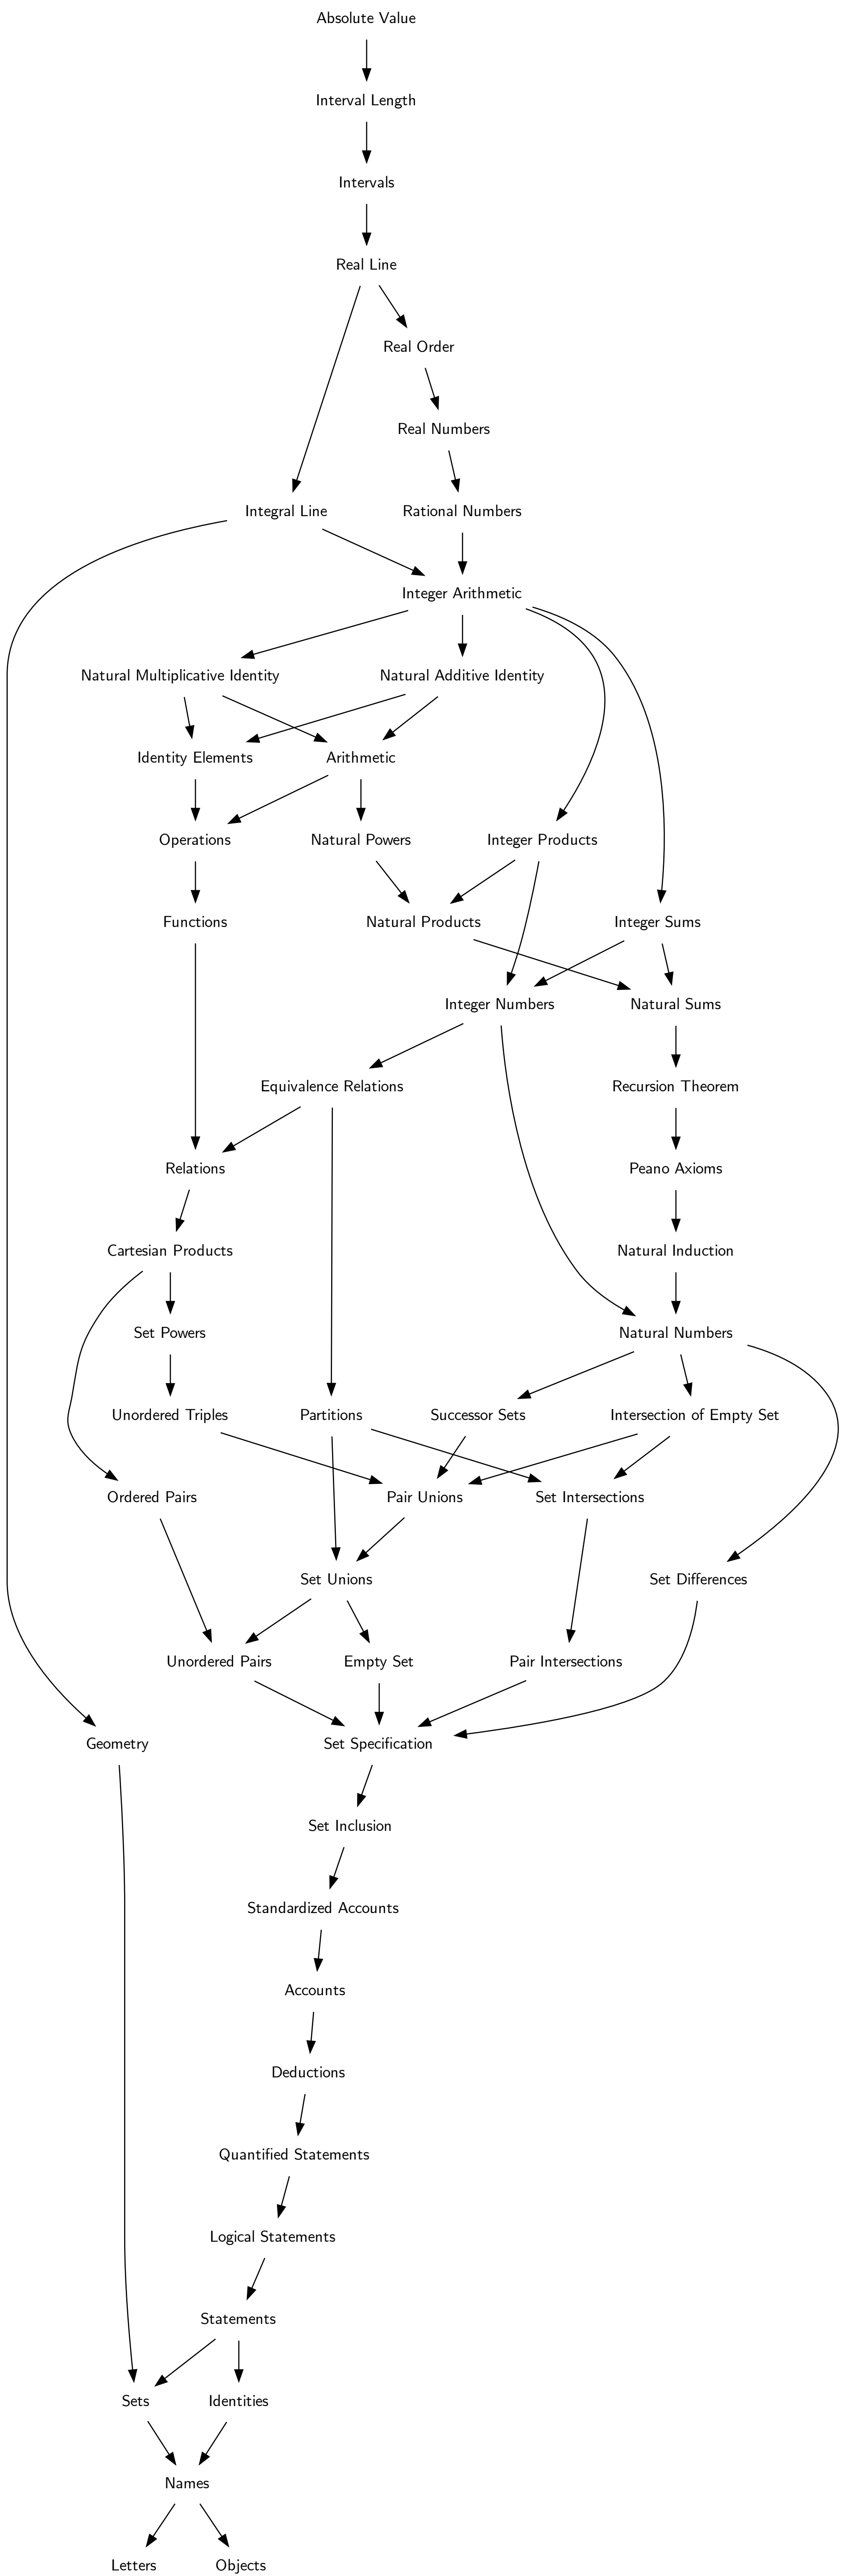 Absolute Value
Interval Length
Intervals
Real Line
Real Order
Real Numbers
Integral Line
Rational Numbers
Integer Arithmetic
Natural Multiplicative Identity
Natural Additive Identity
Identity Elements
Arithmetic
Operations
Natural Powers
Integer Products
Functions
Natural Products
Integer Sums
Integer Numbers
Natural Sums
Equivalence Relations
Recursion Theorem
Relations
Peano Axioms
Cartesian Products
Natural Induction
Set Powers
Natural Numbers
Unordered Triples
Partitions
Successor Sets
Intersection of Empty Set
Ordered Pairs
Pair Unions
Set Intersections
Set Unions
Set Differences
Unordered Pairs
Empty Set
Pair Intersections
Geometry
Set Specification
Set Inclusion
Standardized Accounts
Accounts
Deductions
Quantified Statements
Logical Statements
Statements
Sets
Identities
Names
Letters
Objects